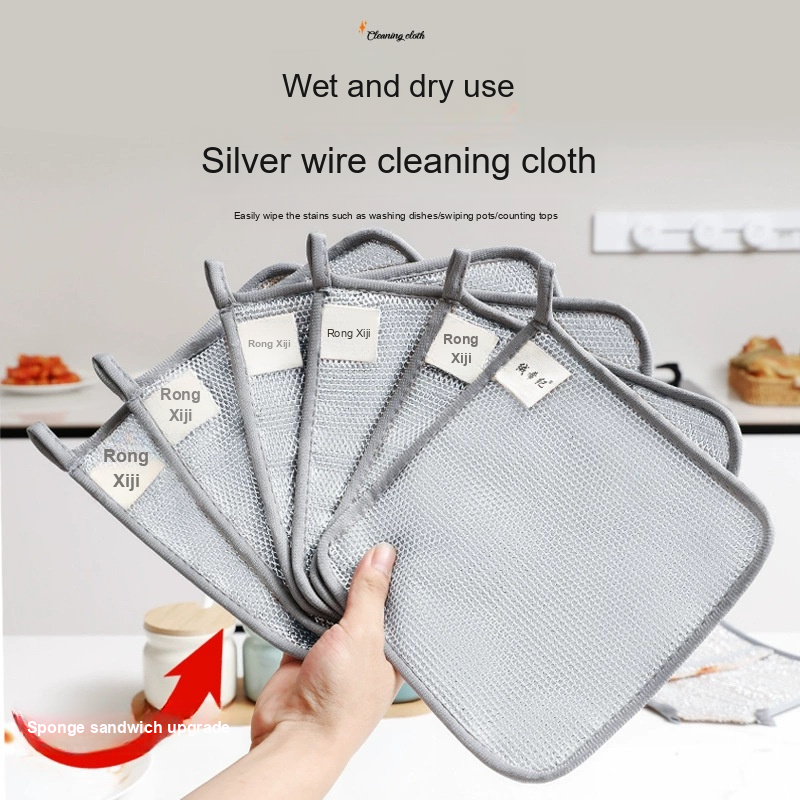 Cleaning cloth
Wet and dry use
Silver wire cleaning cloth
Easily wipe the stains such as washing dishes/swiping pots/counting tops
Rong Xiji
Rong Xiji
Rong
Xiji
Rong
Xiji
Rong
Xiji
Sponge sandwich upgrade